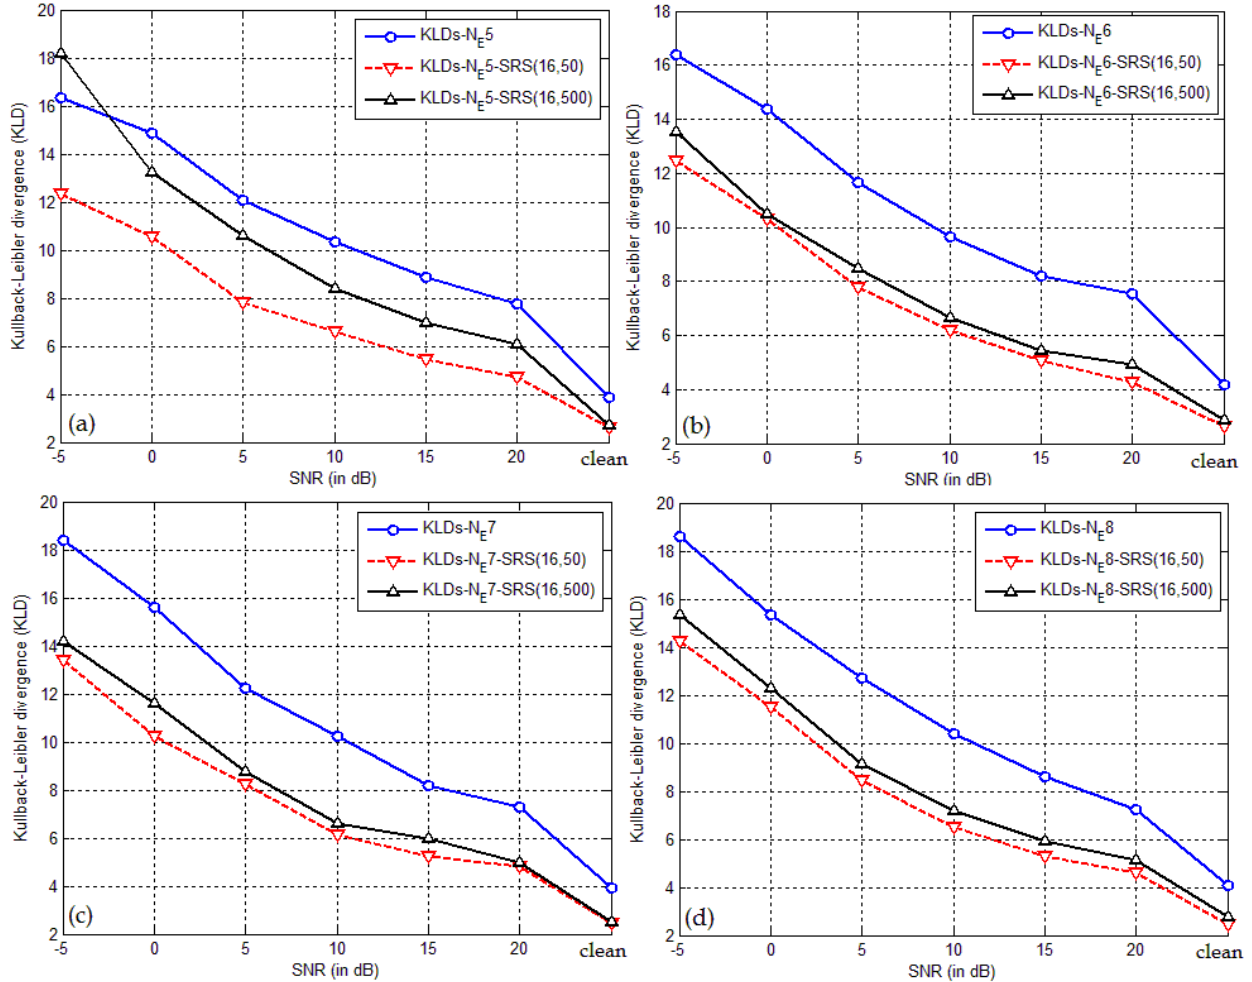 20
18
16
14
12
10
8
6
4
2
Kullback-Leibler divergence (KLD)
KLDs-NE5
KLDs-NE5-SRS(16,50)
KLDs-NE5-SRS(16,500)
(a)
-5 0 5 10 15 20 clean
SNR (in dB)
18
16
14
12
10
8
6
4
2
Kullback-Leibler divergence (KLD)
KLDs-NE6
KLDs-NE6-SRS(16,50)
KLDs-NE6-SRS(16,500)
(b)
-5 0 5 10 15 20 clean
SNR (in dB)
20
18
16
14
12
10
8
6
4
2
Kullback-Leibler divergence (KLD)
KLDs-NE7
KLDs-NE7-SRS(16,50)
KLDs-NE7-SRS(16,500)
(c)
-5 0 5 10 15 20 clean
SNR (in dB)
20
18
16
14
12
10
8
6
4
2
Kullback-Leibler divergence (KLD)
KLDs-NE8
KLDs-NE8-SRS(16,50)
KLDs-NE8-SRS(16,500)
(d)
-5 0 5 10 15 20 clean
SNR (in dB)